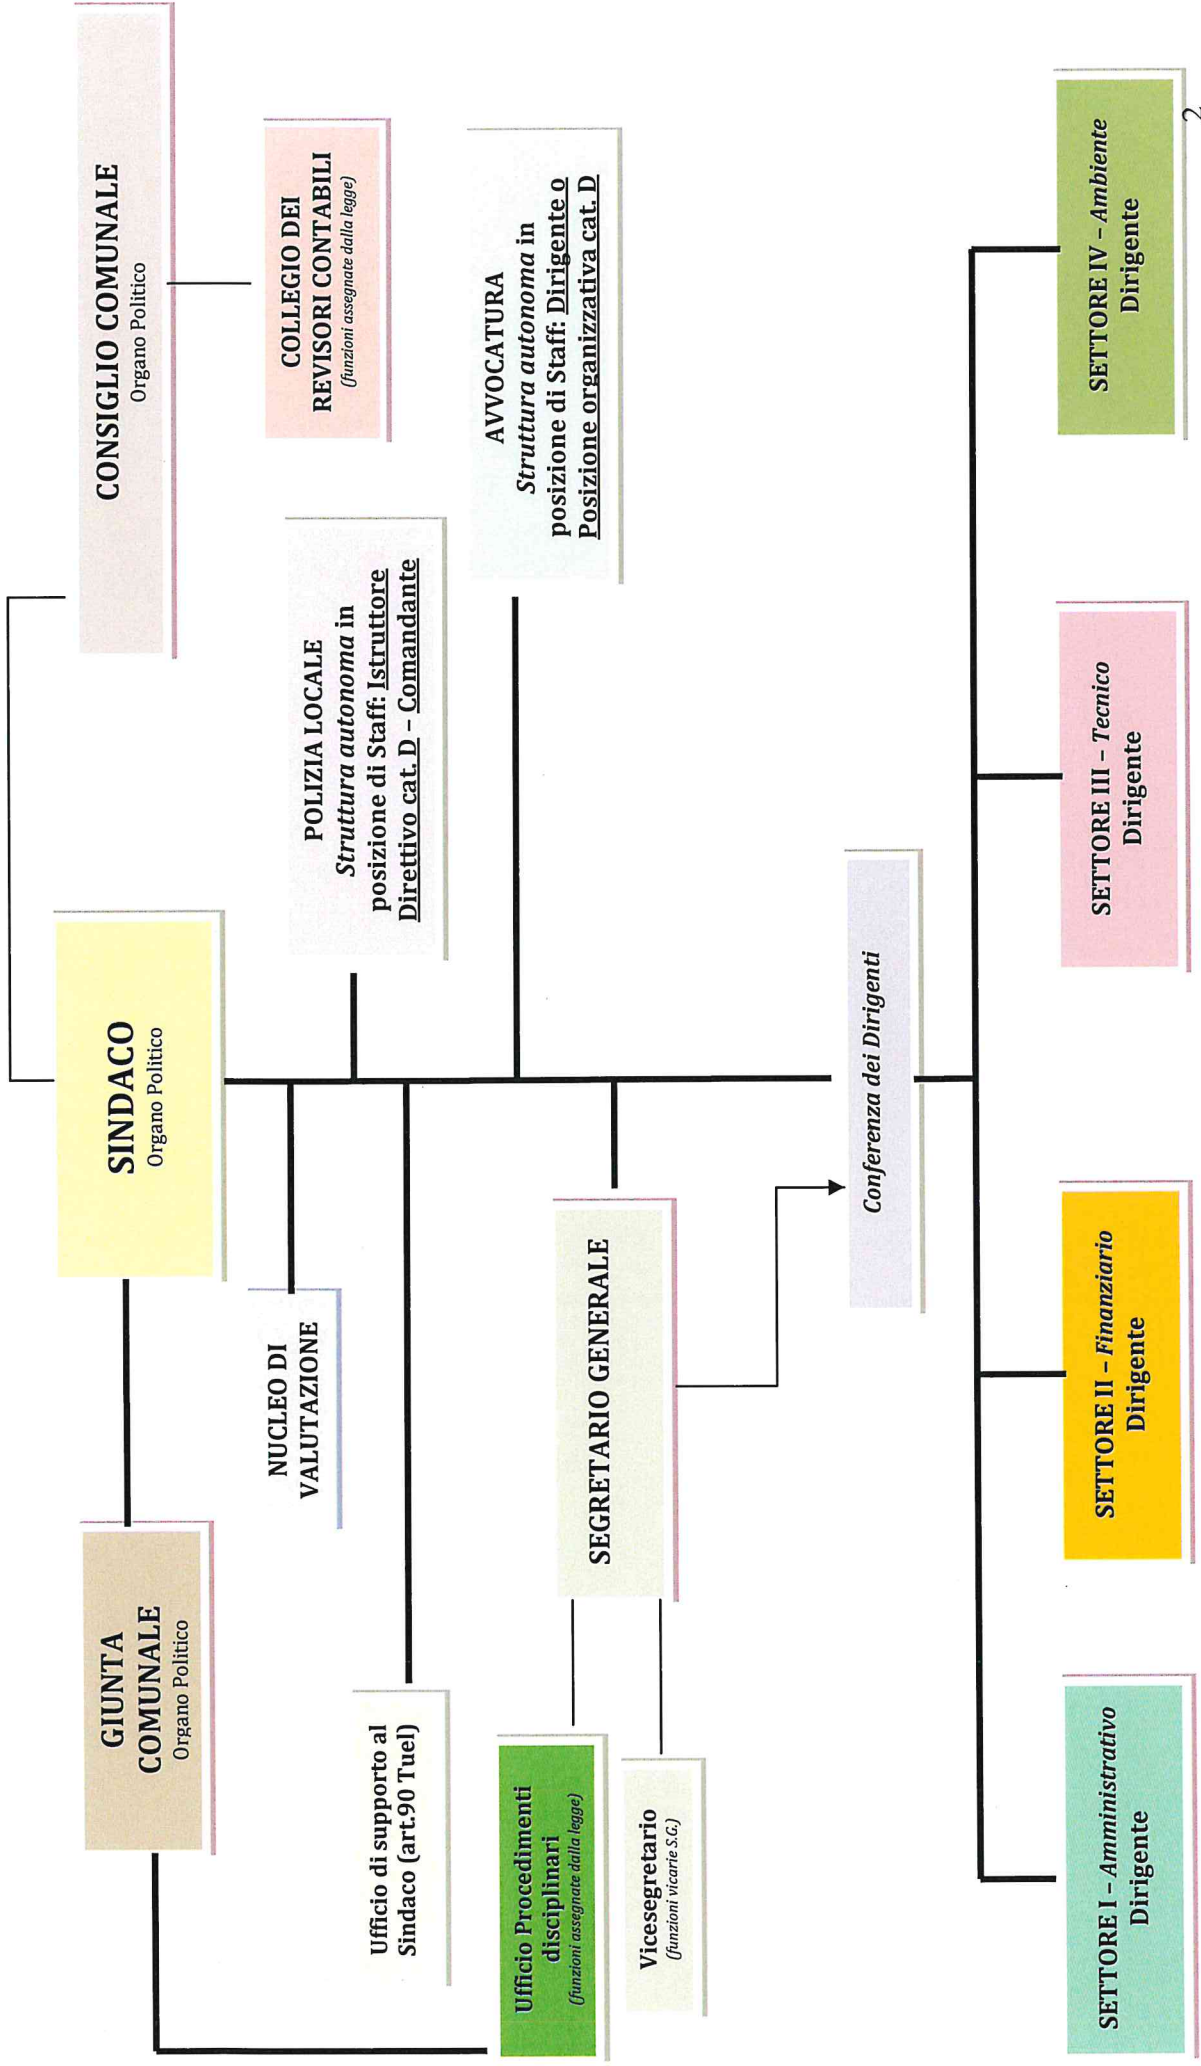 GIUNTA
COMUNALE
Organo Politico
SINDACO
Organo Politico
CONSIGLIO COMUNALE
Organo Politico
NUCLEO DI
VALUTAZIONE
POLIZIA LOCALE
Struttura autonoma in
posizione di Staff: Istruttore
Direttivo cat. D – Comandante
COLLEGIO DEI
REVISORI CONTABILI
(funzioni assegnate dalla legge)
Ufficio di supporto al
Sindaco (art.90 Tuel)
AVVOCATURA
Struttura autonoma in
posizione di Staff: Dirigente o
Posizione organizzativa cat. D
Ufficio Procedimenti
disciplinari
(funzioni assegnate dalla legge)
SEGRETARIO GENERALE
Vicesegretario
(funzioni vicarie S.G.)
Conferenza dei Dirigenti
SETTORE I – Amministrativo
Dirigente
SETTORE II – Finanziario
Dirigente
SETTORE III – Tecnico
Dirigente
SETTORE IV – Ambiente
Dirigente
2